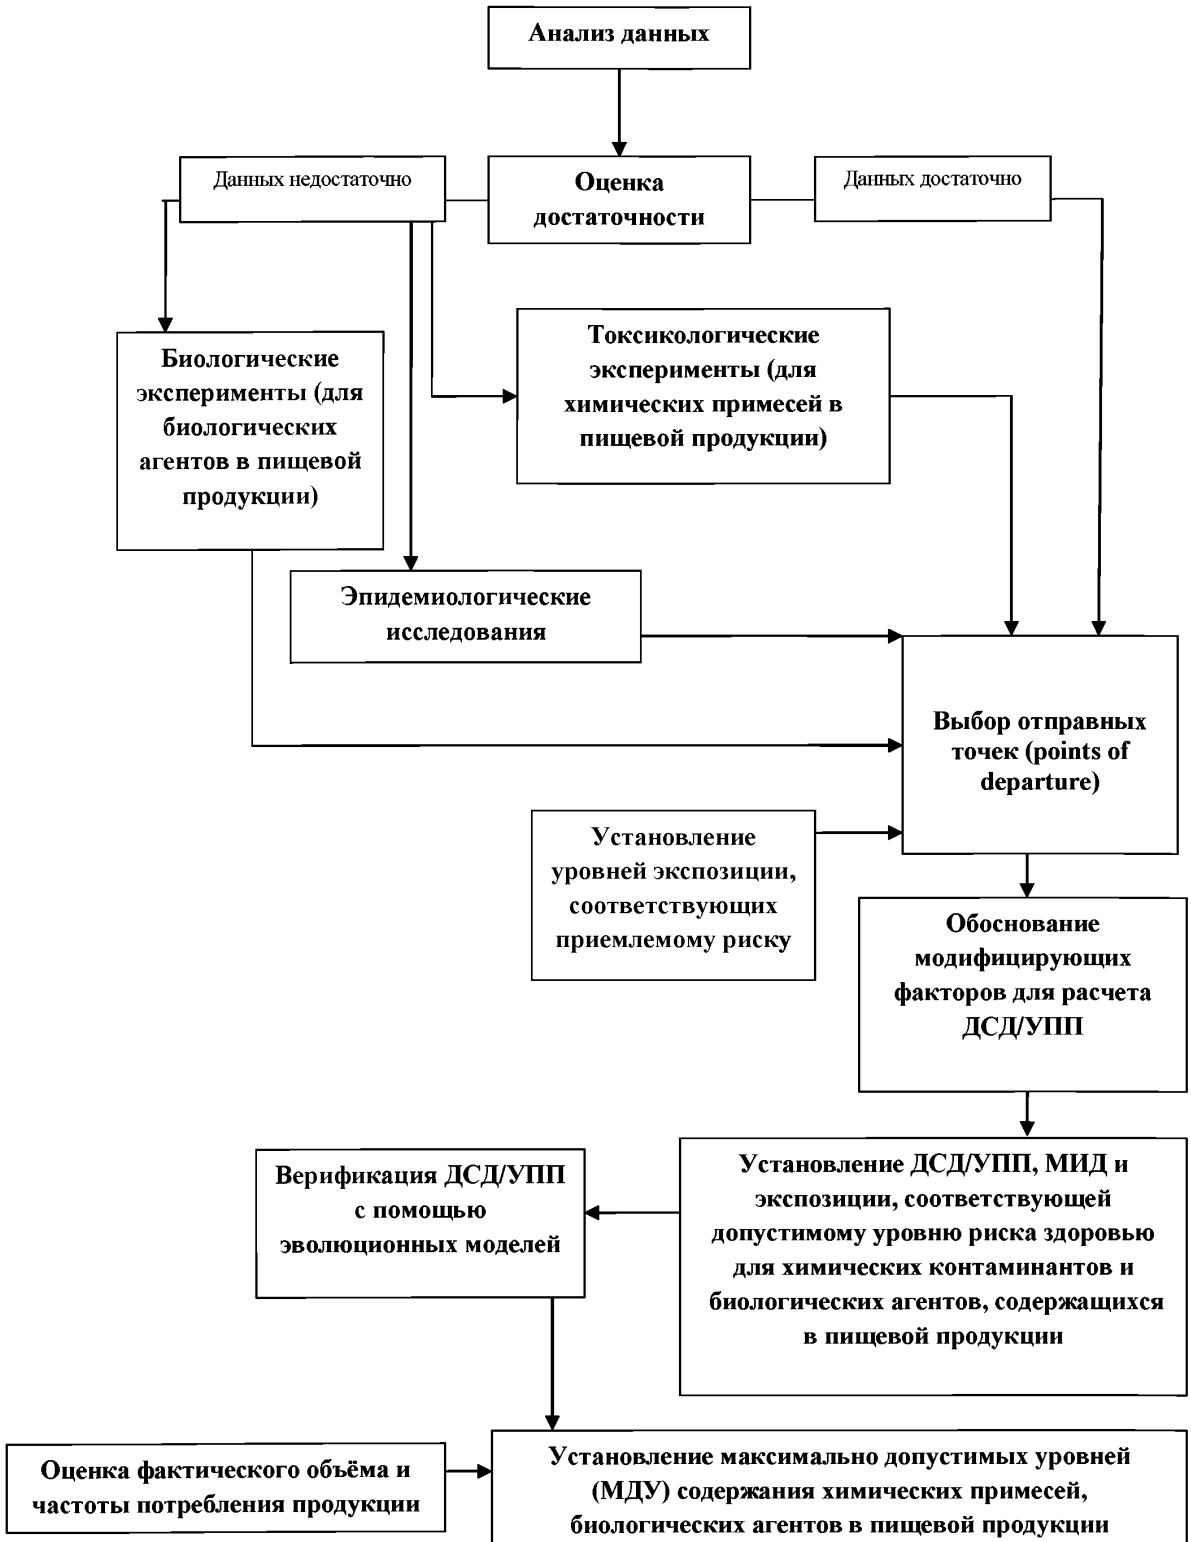 Анализ данных
Данных недостаточно
Оценка
достаточности
Данных достаточно
Биологические
эксперименты (для
биологических
агентов в пищевой
продукции)
Токсикологические
эксперименты (для
химических примесей в
пищевой продукции)
Эпидемиологические
исследования
Выбор отправных
точек (points of
departure)
Установление
уровней экспозиции,
соответствующих
приемлемому риску
Обоснование
модифицирующих
факторов для расчета
ДСД/УПП
Верификация ДСД/УПП
с помощью
эволюционных моделей
Установление ДСД/УПП, МИД и
экспозиции, соответствующей
допустимому уровню риска здоровью
для химических контаминантов и
биологических агентов, содержащихся
в пищевой продукции
Оценка фактического объёма и
частоты потребления продукции
Установление максимально допустимых уровней
(МДУ) содержания химических примесей,
биологических агентов в пищевой продукции